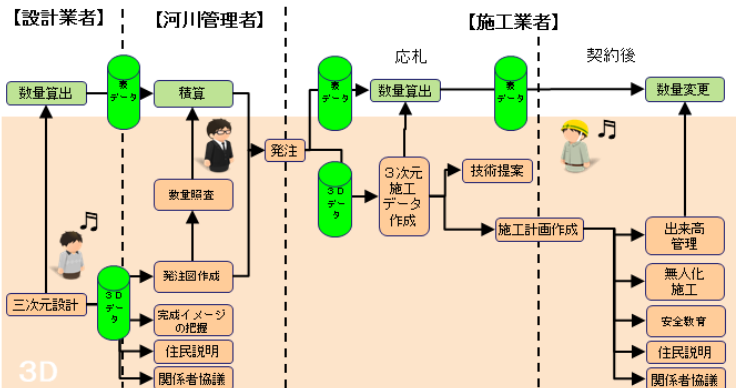 【設計業者】
【河川管理者】
【施工業者】
応札
契約後
数量算出
表
データ
積算
表
データ
数量算出
表
データ
数量変更
発注
数量照査
3D
データ
3次元
施工
データ
作成
技術提案
施工計画作成
出来高
管理
三次元設計
3D
データ
発注図作成
無人化
施工
完成イメージ
の把握
安全教育
住民説明
住民説明
関係者協議
関係者協議
3D